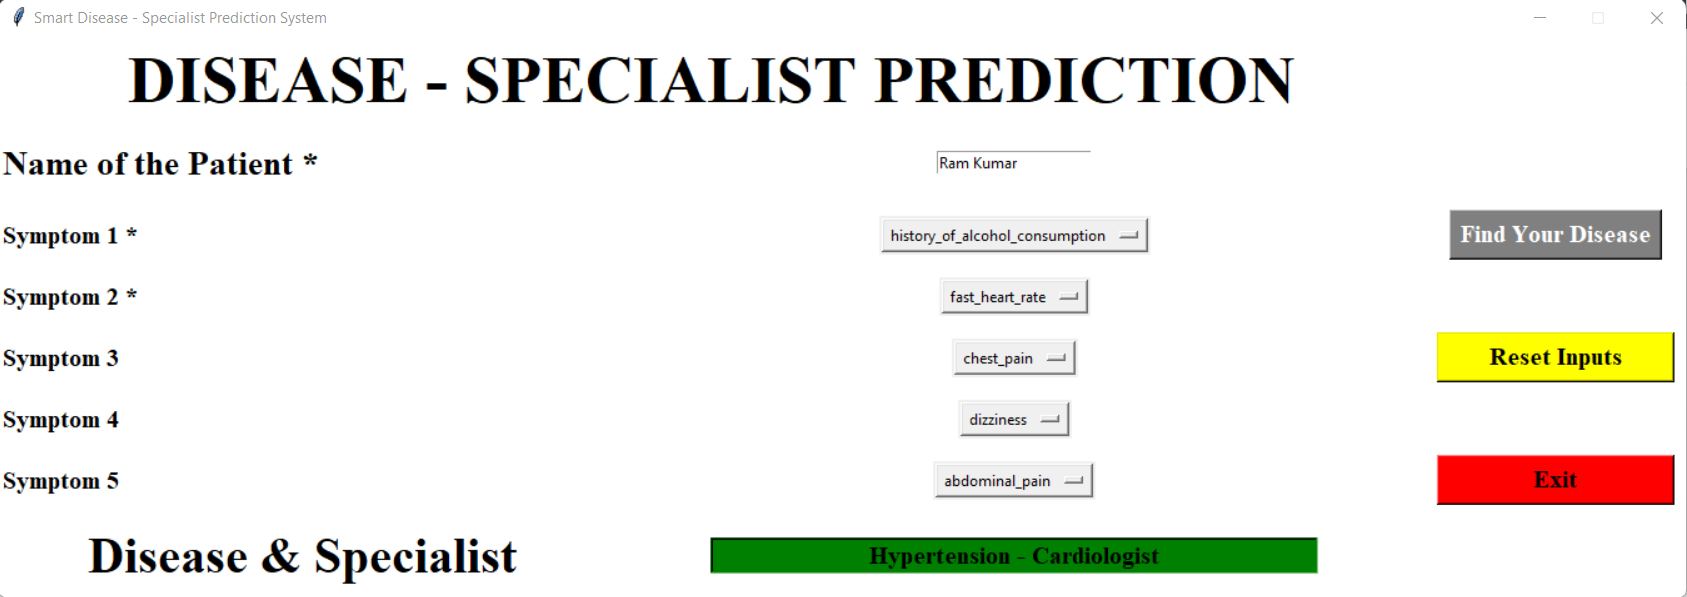 Smart Disease - Specialist Prediction System
DISEASE - SPECIALIST PREDICTION
Name of the Patient *
Ram Kumar
Symptom 1 *
history_of_alcohol_consumption
Find Your Disease
Symptom 2 *
fast_heart_rate
Symptom 3
chest_pain
Reset Inputs
Symptom 4
dizziness
Symptom 5
abdominal_pain
Exit
Disease & Specialist
Hypertension - Cardiologist